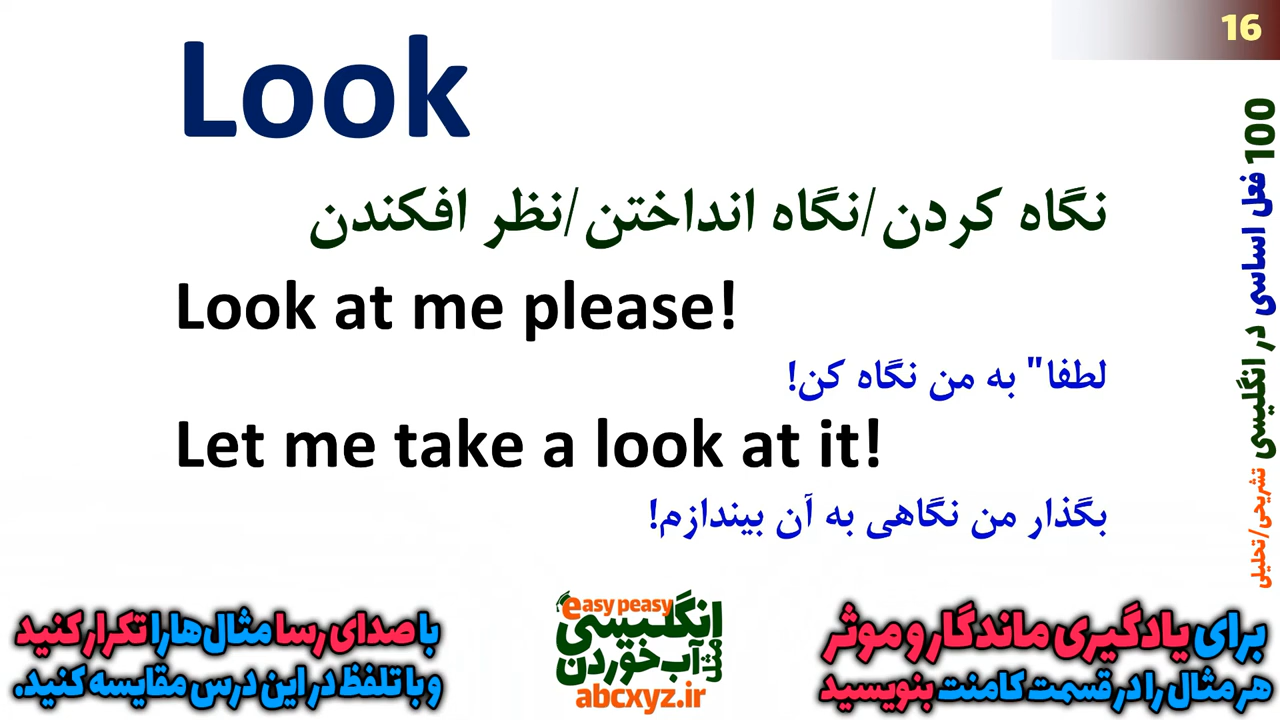 16
Look
نگاه کردن/نگاه انداختن/نظر افکندن
Look at me please!
لطفا" به من نگاه کن!
Let me take a look at it!
بگذار من نگاهی به آن بیندازم!
100 فعل اساسی در انگلیسی تشریحی/تحلیلی
برای یادگیری ماندگار و موثر
هر مثال را در قسمت کامنت بنویسید
easy peasy
انگلیسی
مثل آب خوردن
abcxyz.ir
با صدای رسا مثال‌ها را تکرار کنید
و با تلفظ در این درس مقایسه کنید.